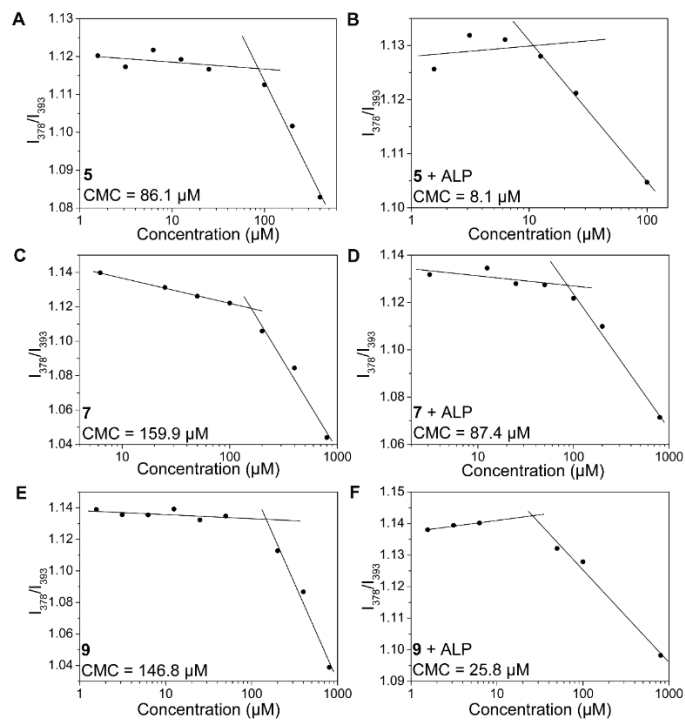 A
I378/I393
1.12
1.11
1.10
1.09
1.08
5
CMC = 86.1 µM
1
10
100
Concentration (µM)
B
1.13
1.12
1.11
1.10
5 + ALP
CMC = 8.1 µM
1
10
100
Concentration (µM)
C
I378/I393
1.14
1.12
1.10
1.08
1.06
1.04
7
CMC = 159.9 µM
10
100
1000
Concentration (µM)
D
I378/I393
1.14
1.12
1.10
1.08
1.06
7 + ALP
CMC = 87.4 µM
10
100
1000
Concentration (µM)
E
I378/I393
1.14
1.12
1.10
1.08
1.06
1.04
9
CMC = 146.8 µM
1
10
100
1000
Concentration (µM)
F
I378/I393
1.15
1.14
1.13
1.12
1.11
1.10
1.09
9 + ALP
CMC = 25.8 µM
1
10
100
1000
Concentration (µM)